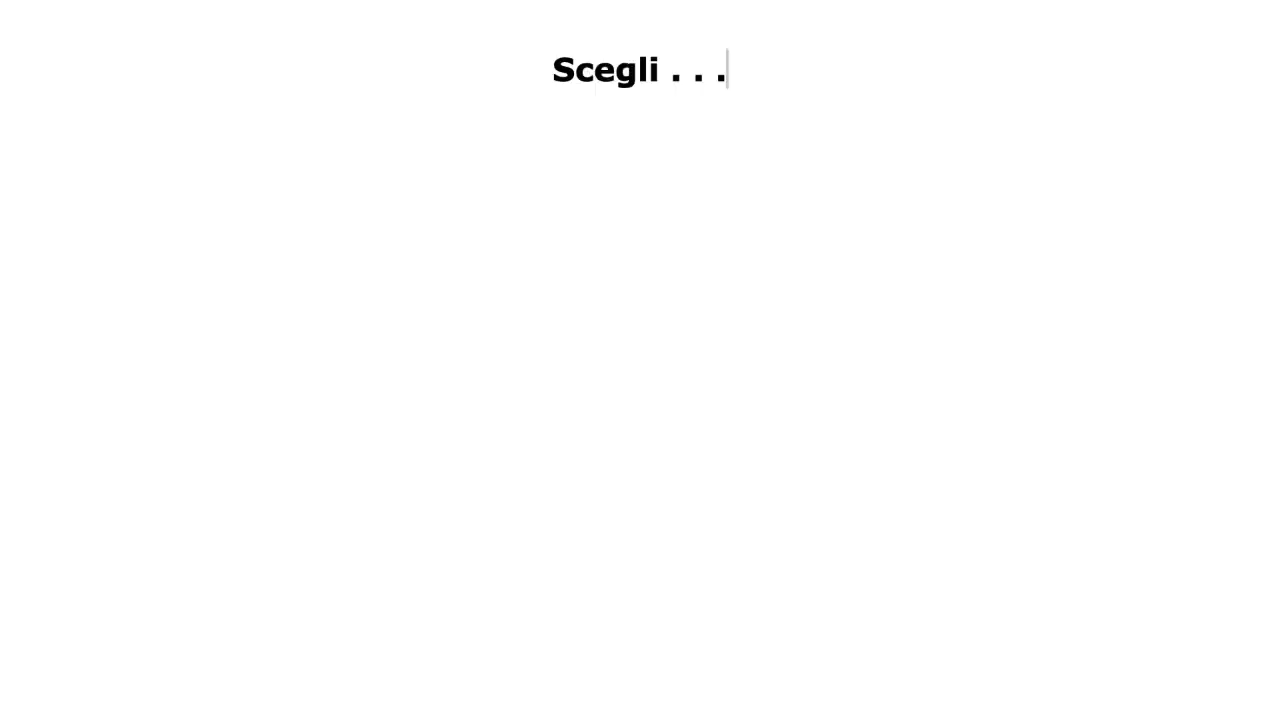 Scegli . . .